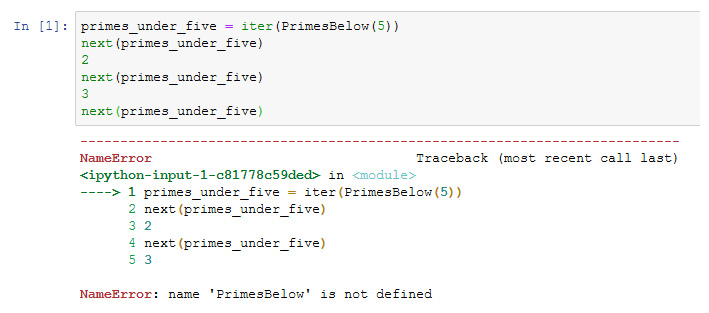 In [1]: primes_under_five = iter(PrimesBelow(5))
next(primes_under_five)
2
next(primes_under_five)
3
next(primes_under_five)
---------------------------------------------------------------------------
NameError                                 Traceback (most recent call last)
<ipython-input-1-c81778c59ded> in <module>
----> 1 primes_under_five = iter(PrimesBelow(5))
      2 next(primes_under_five)
      3 2
      4 next(primes_under_five)
      5 3
NameError: name 'PrimesBelow' is not defined